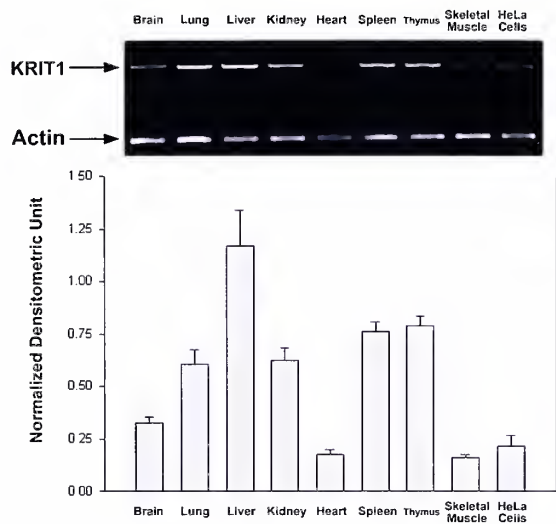 Brain Lung Liver Kidney Heart Spleen Thymus Sketetal Muscle HeLa Cells
KRIT1
Actin
Normalized Densitometric Unit
1.50
1.25
1.00
0.75
0.50
0.25
0.00
Brain Lung Liver Kidney Heart Spleen Thymus Skeletal Muscle HeLa Cells